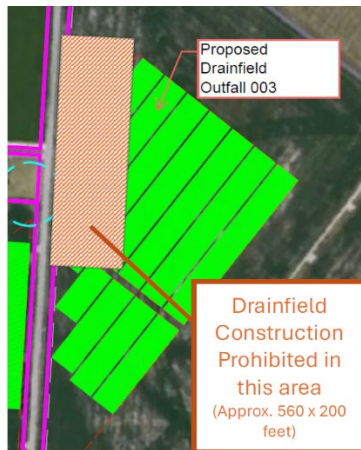 Proposed
Drainfield
Outfall 003
Drainfield
Construction
Prohibited in
this area
(Approx. 560 x 200
feet)